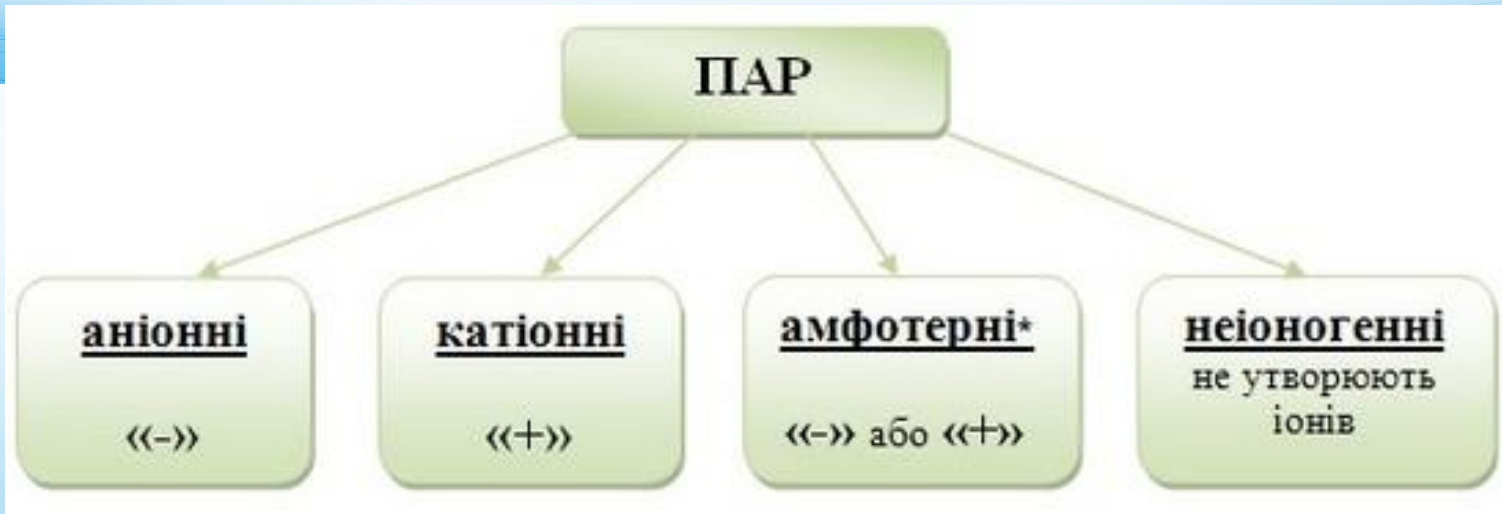 ПАР
аніонні
«-»
катіонні
«+»
амфотерні*
«-» або «+»
неіоногенні
не утворюють
іонів